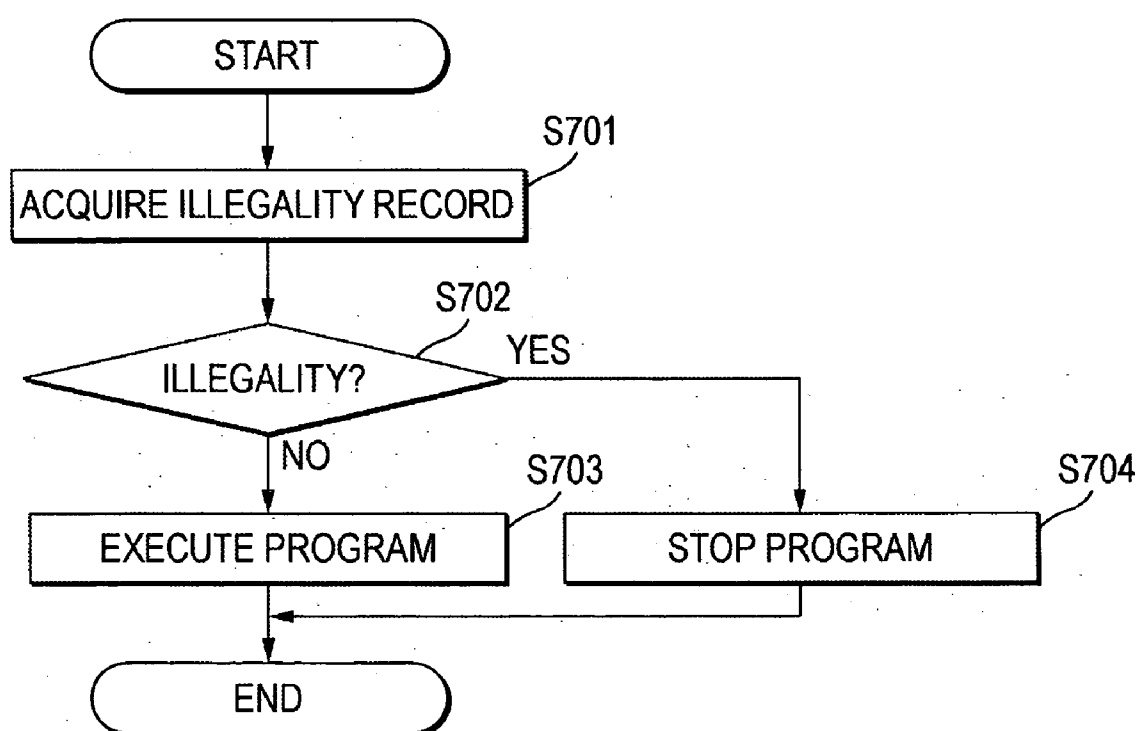 START
S701
ACQUIRE ILLEGALITY RECORD
S702
ILLEGALITY?
YES
NO
S703
S704
EXECUTE PROGRAM
STOP PROGRAM
END